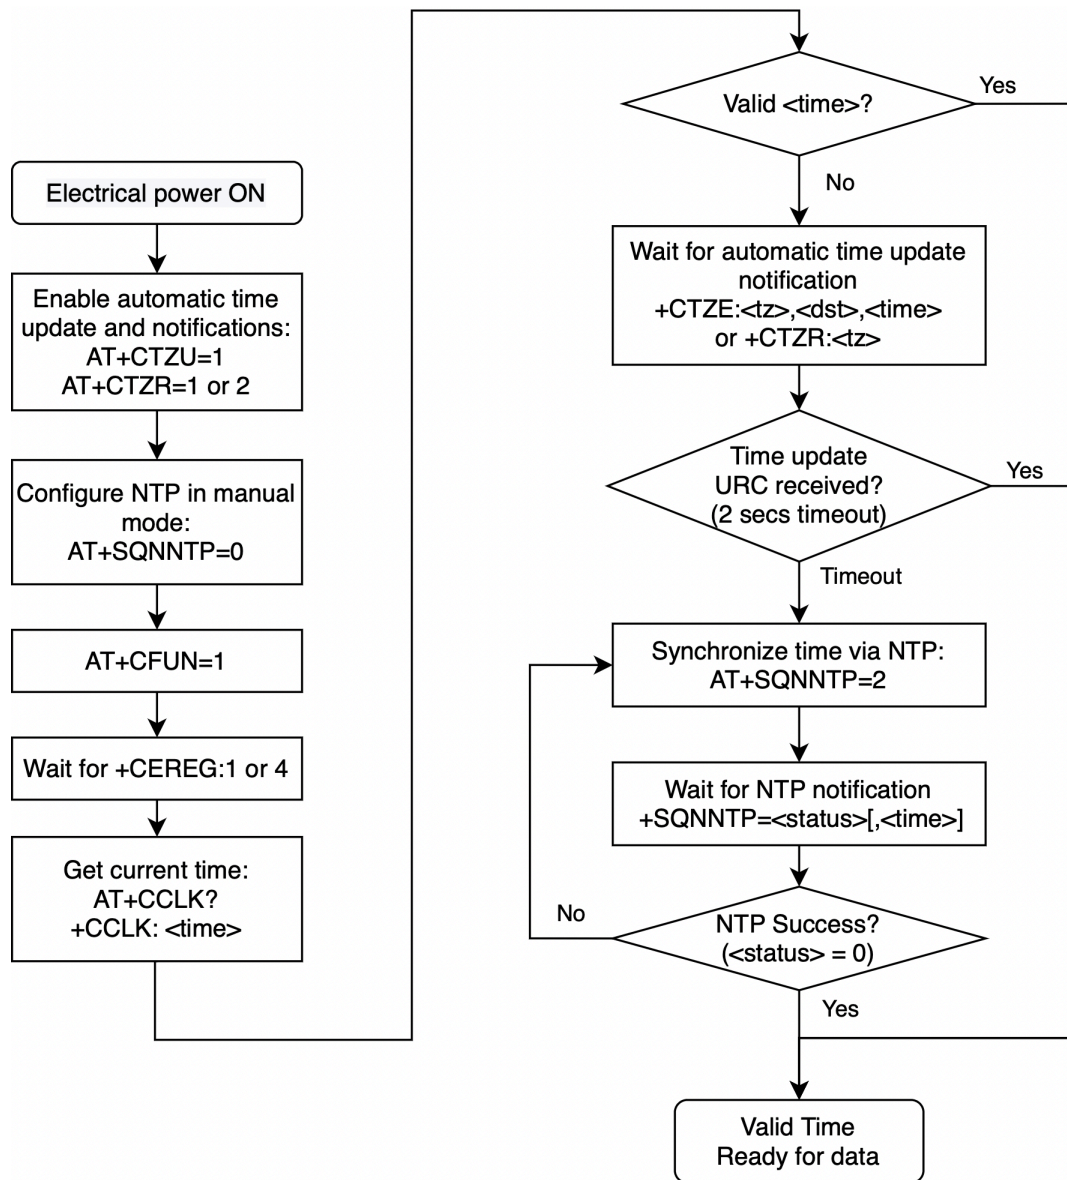 Electrical power ON
Enable automatic time
update and notifications:
AT+CTZU=1
AT+CTZR=1 or 2
Configure NTP in manual
mode:
AT+SQNNTP=0
AT+CFUN=1
Wait for +CEREG:1 or 4
Get current time:
AT+CCLK?
+CCLK: <time>
Valid <time>?
Yes
No
Wait for automatic time update
notification
+CTZE:<tz>,<dst>,<time>
or +CTZR:<tz>
Time update
URC received?
(2 secs timeout)
Yes
Timeout
Synchronize time via NTP:
AT+SQNNTP=2
Wait for NTP notification
+SQNNTP=<status>[,<time>]
No
NTP Success?
(<status> = 0)
Yes
Valid Time
Ready for data